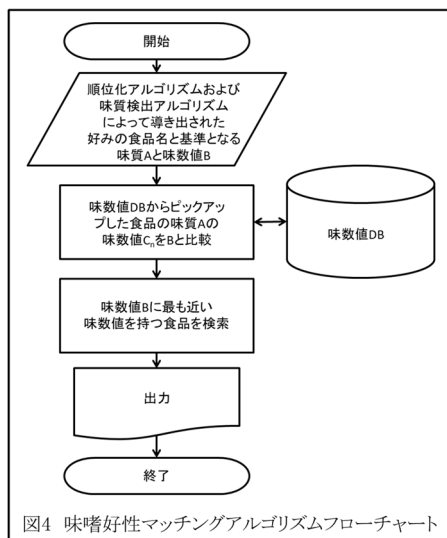 開始
順位化アルゴリズムおよび
味質検出アルゴリズム
によって導き出された
好みの食品名と基準となる
味質Aと味数値B
味数値DBからピックアッ
プした食品の味質Aの
味数値CnをBと比較
味数値DB
味数値Bに最も近い
味数値を持つ食品を検索
出力
終了
図4 味嗜好性マッチングアルゴリズムフローチャート